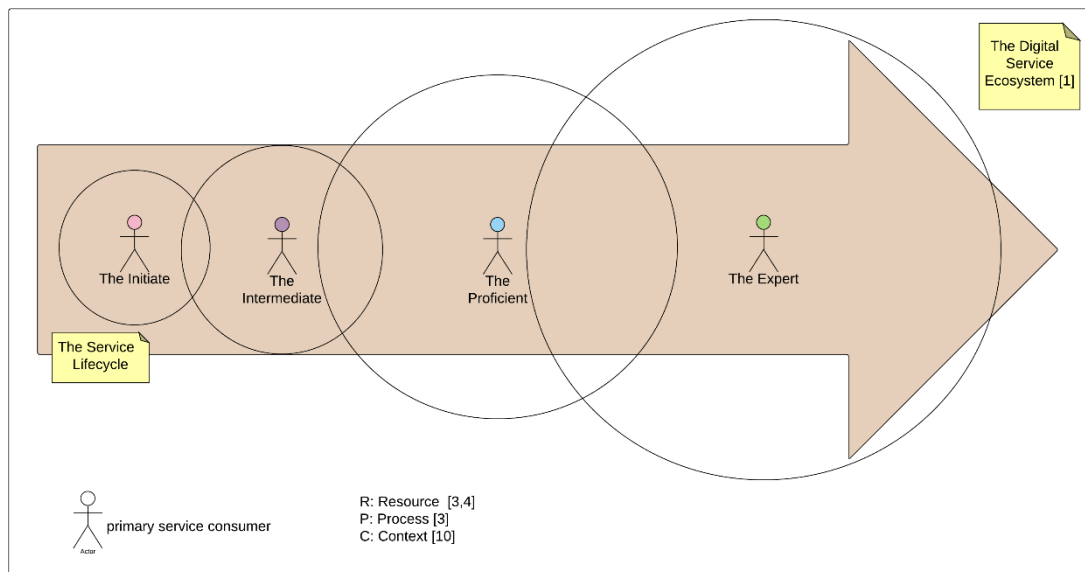 The Digital
Service
Ecosystem [1]
The Initiate
The
Intermediate
The
Proficient
The Expert
The Service
Lifecycle
primary service consumer
Actor
R: Resource [3,4]
P: Process [3]
C: Context [10]